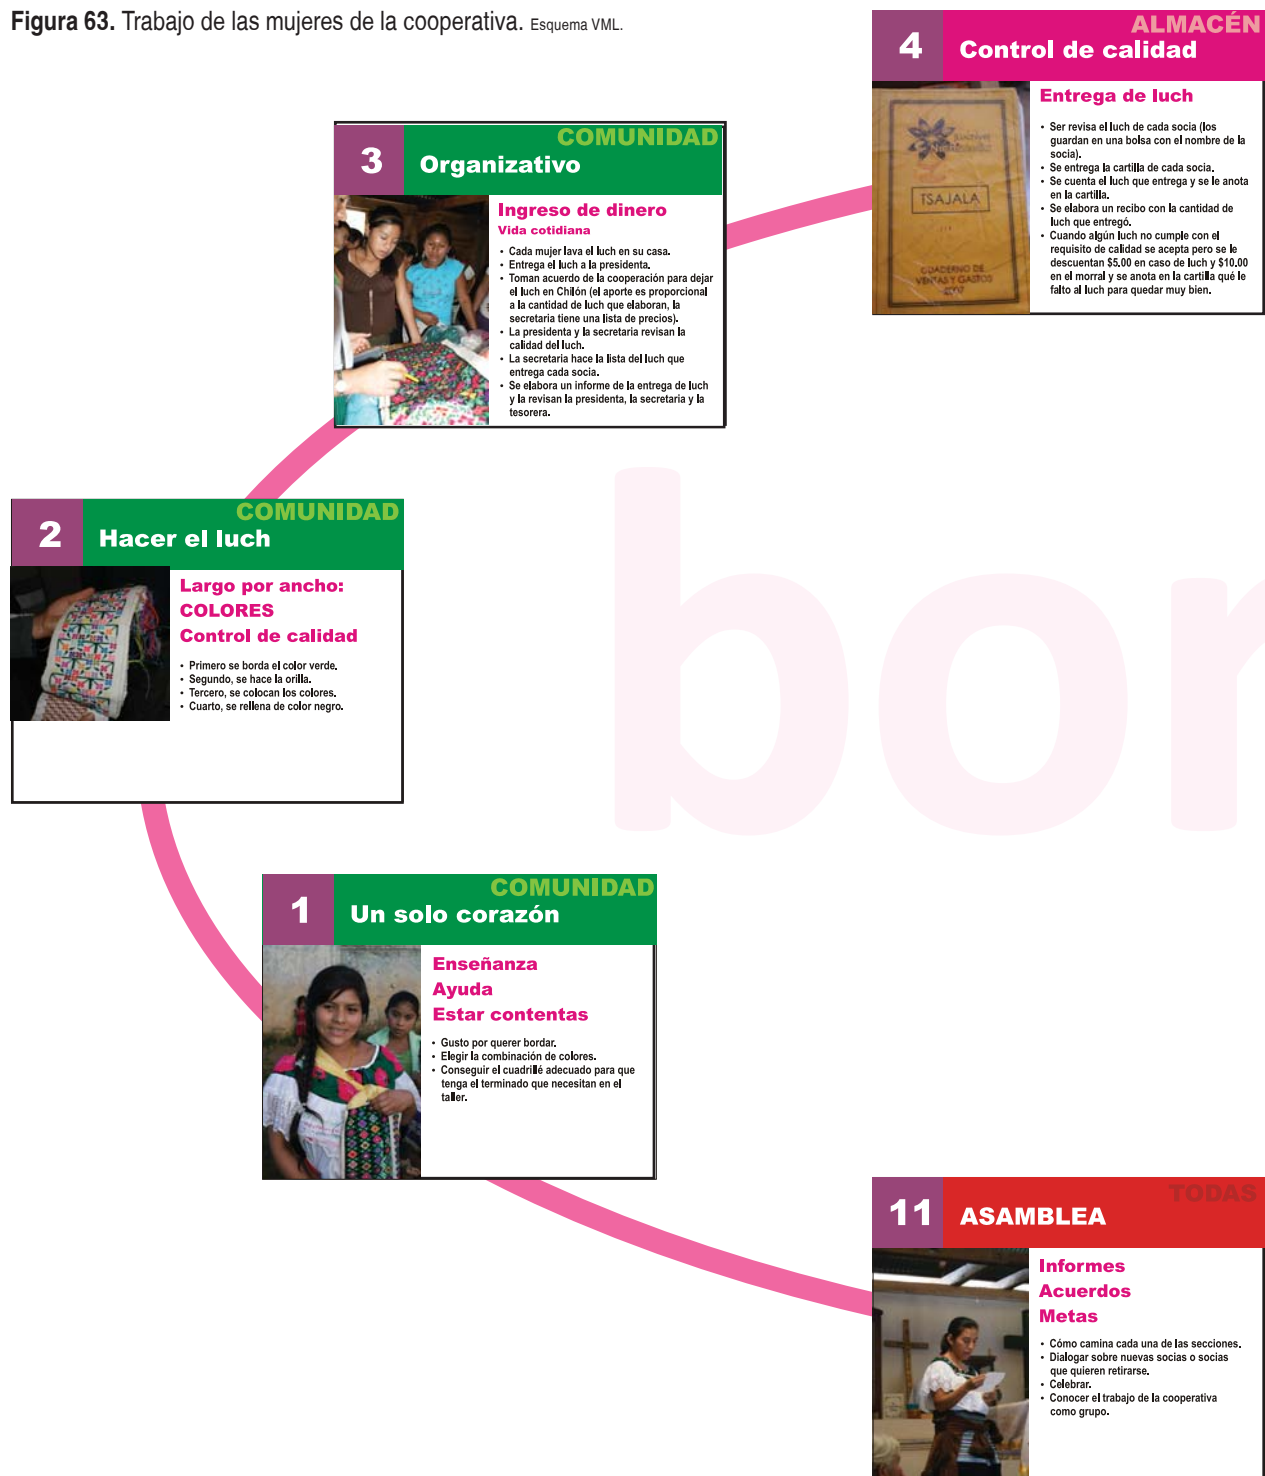 Figura 63. Trabajo de las mujeres de la cooperativa. Esquema VML.
ALMACÉN
4 Control de calidad
Entrega de luch
• Ser revisa el luch de cada socia (los
guardan en una bolsa con el nombre de la
socia).
• Se entrega la cartilla de cada socia.
• Se cuenta el luch que entrega y se le anota
en la cartilla.
• Se elabora un recibo con la cantidad de
luch que entregó.
• Cuando algún luch no cumple con el
requisito de calidad se acepta pero se le
descuentan $5.00 en caso de luch y $10.00
en el morral y se anota en la cartilla qué le
falto al luch para quedar muy bien.
TSAJALA
CUADERNO DE
VENTAS Y GASTOS
2007
COMUNIDAD
3 Organizativo
Ingreso de dinero
Vida cotidiana
• Cada mujer lava el luch en su casa.
• Entrega el luch a la presidenta.
• Toman acuerdo de la cooperación para dejar
el luch en Chilón (el aporte es proporcional
a la cantidad de luch que elaboran, la
secretaria tiene una lista de precios).
• La presidenta y la secretaria revisan la
calidad del luch.
• La secretaria hace la lista del luch que
entrega cada socia.
• Se elabora un informe de la entrega de luch
y la revisan la presidenta, la secretaria y la
tesorera.
COMUNIDAD
2 Hacer el luch
Largo por ancho:
COLORES
Control de calidad
• Primero se borda el color verde.
• Segundo, se hace la orilla.
• Tercero, se colocan los colores.
• Cuarto, se rellena de color negro.
bor
COMUNIDAD
1 Un solo corazón
Enseñanza
Ayuda
Estar contentas
• Gusto por querer bordar.
• Elegir la combinación de colores.
• Conseguir el cuadrillé adecuado para que
tenga el terminado que necesitan en el
taller.
TODAS
11 ASAMBLEA
Informes
Acuerdos
Metas
• Cómo camina cada una de las secciones.
• Dialogar sobre nuevas socias o socias
que quieren retirarse.
• Celebrar.
• Conocer el trabajo de la cooperativa
como grupo.